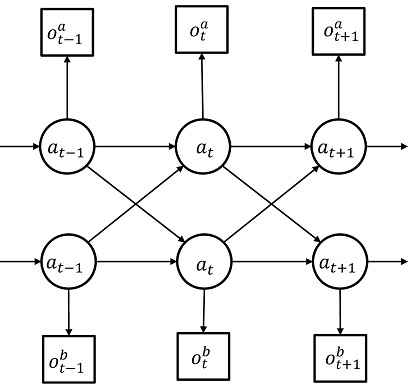 o^a_{t-1} o^a_t o^a_{t+1}
a_{t-1} a_t a_{t+1}
a_{t-1} a_t a_{t+1}
o^b_{t-1} o^b_t o^b_{t+1}